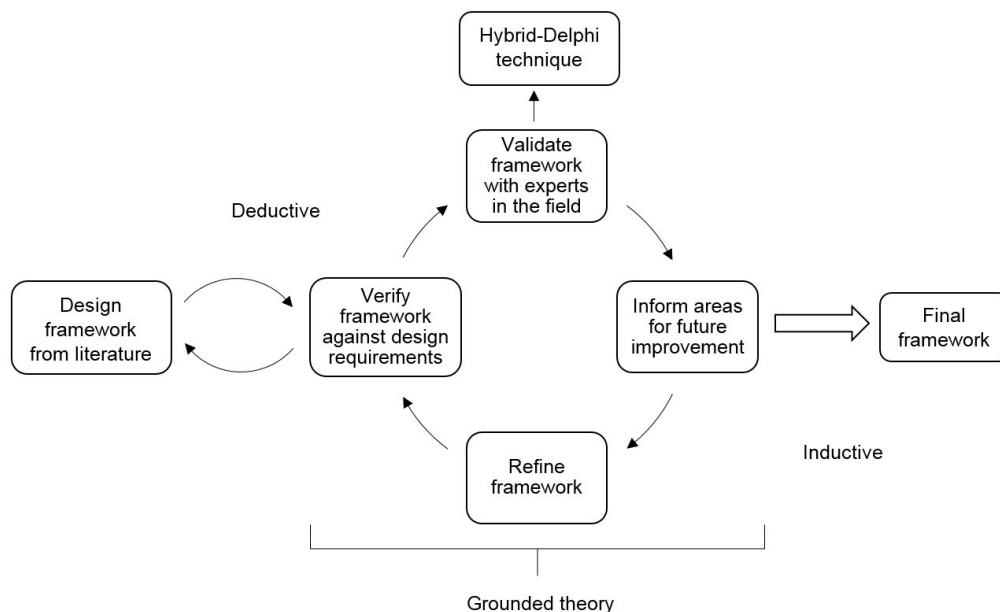 Hybrid-Delphi
technique
Validate
framework
with experts
in the field
Deductive
Design
framework
from literature
Verify
framework
against design
requirements
Inform areas
for future
improvement
Final
framework
Refine
framework
Inductive
Grounded theory